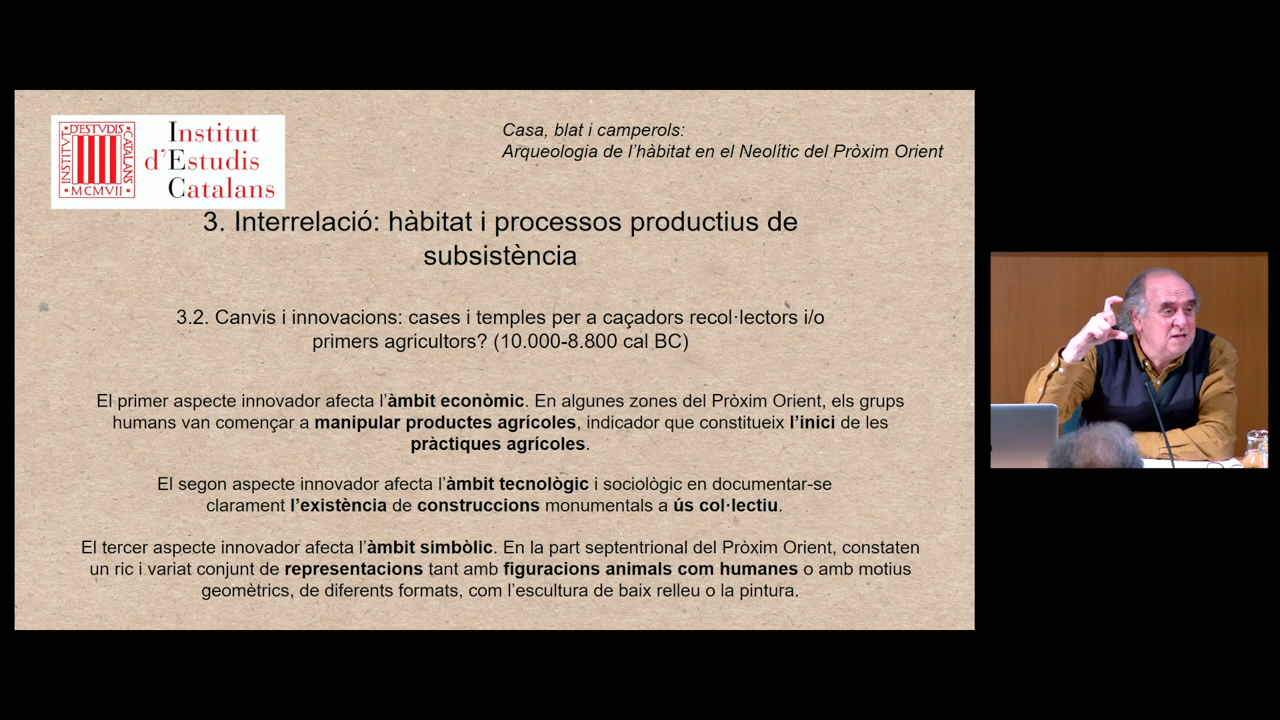 INSTITUT
D'ESTVDIS
CATALANS
MCMVII
Institut
d'Estudis
Catalans
Casa, blat i camperols:
Arqueologia de l'hàbitat en el Neolític del Pròxim Orient
3. Interrelació: hàbitat i processos productius de
subsistència
3.2. Canvis i innovacions: cases i temples per a caçadors recol·lectors i/o
primers agricultors? (10.000-8.800 cal BC)
El primer aspecte innovador afecta l'àmbit econòmic. En algunes zones del Pròxim Orient, els grups
humans van començar a manipular productes agrícoles, indicador que constitueix l'inici de les
pràctiques agrícoles.
El segon aspecte innovador afecta l'àmbit tecnològic i sociològic en documentar-se
clarament l'existència de construccions monumentals a ús col·lectiu.
El tercer aspecte innovador afecta l'àmbit simbòlic. En la part septentrional del Pròxim Orient, constaten
un ric i variat conjunt de representacions tant amb figuracions animals com humanes o amb motius
geomètrics, de diferents formats, com l'escultura de baix relleu o la pintura.